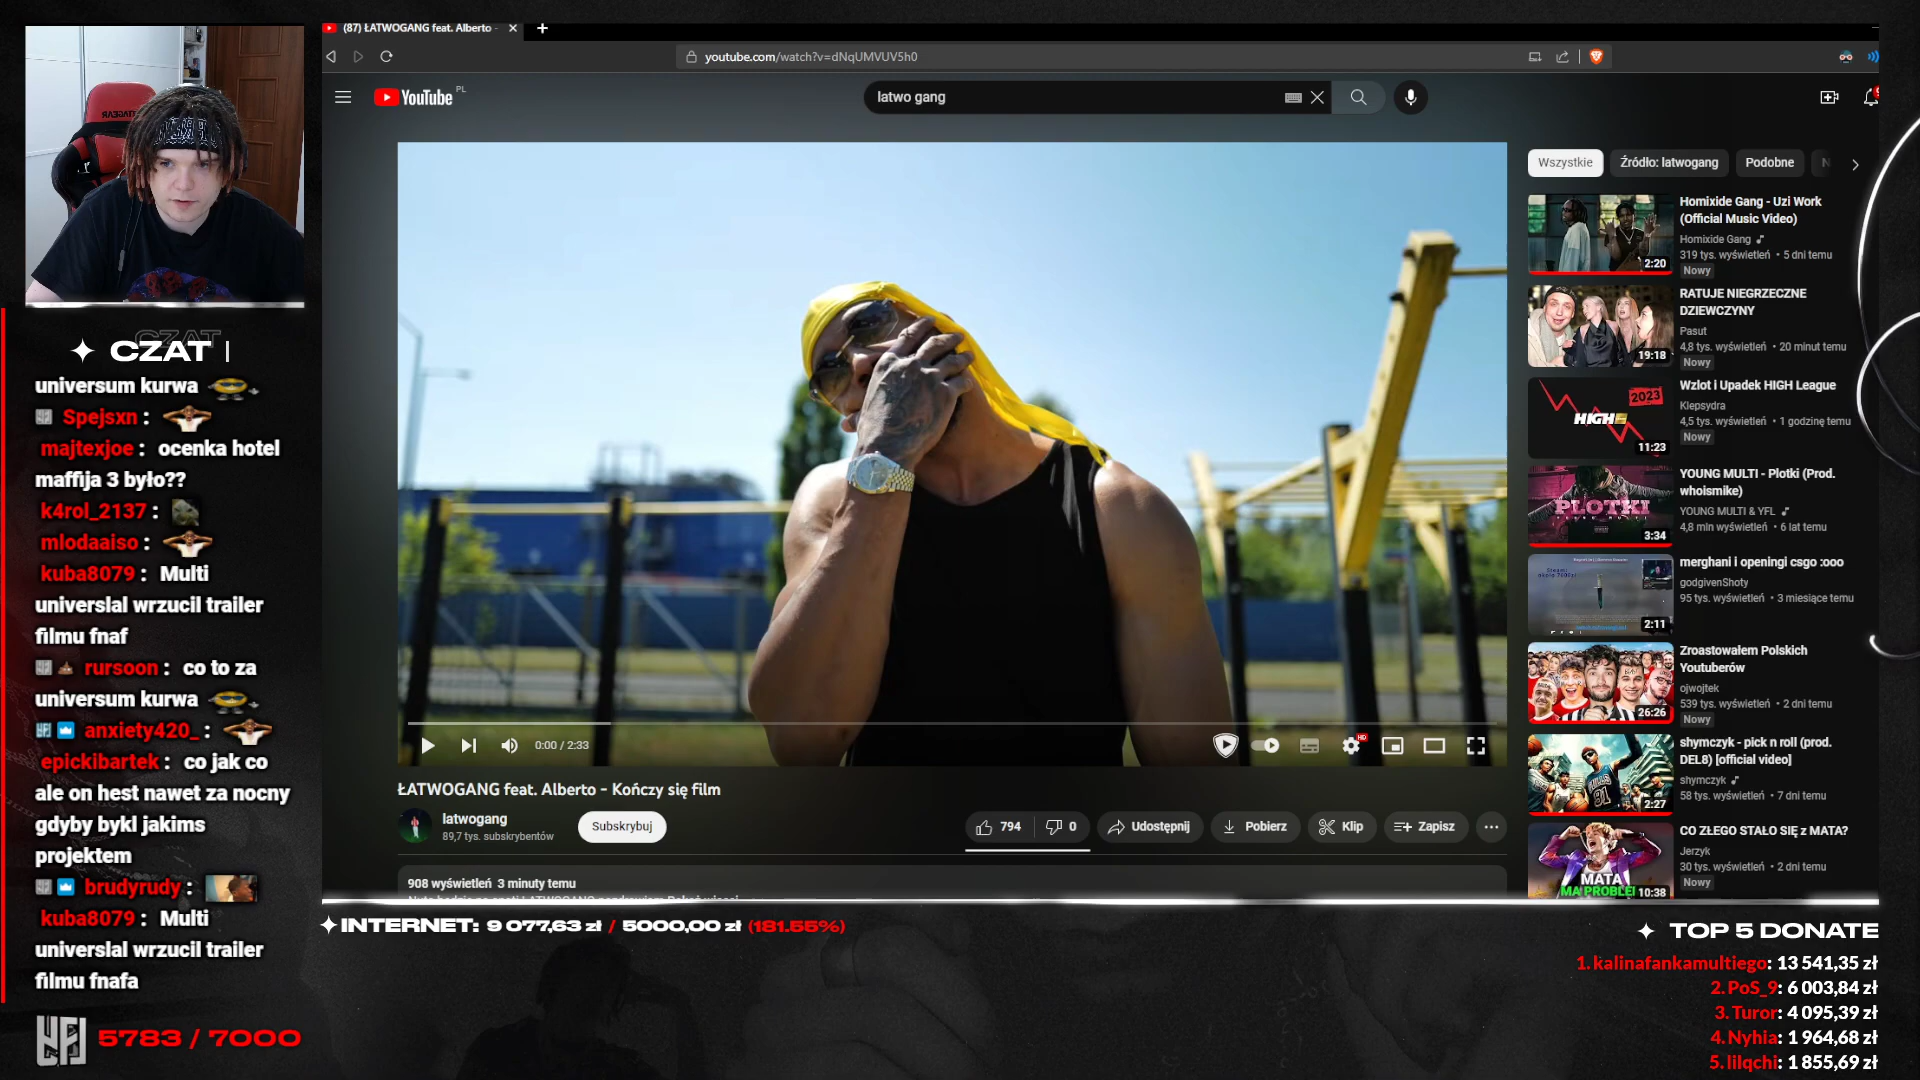 (87) ŁATWOGANG feat. Alberto -
youtube.com/watch?v=dNqUMVUV5h0
YouTube PL
latwo gang
Wszystkie
Źródło: latwogang
Podobne
Homixide Gang - Uzi Work
(Official Music Video)
Homixide Gang
319 tys. wyświetleń • 5 dni temu
Nowy
2:20
RATUJE NIEGRZECZNE
DZIEWCZYNY
Pasut
4,8 tys. wyświetleń • 20 minut temu
Nowy
19:18
2023
HIGH
Wzlot i Upadek HIGH League
Klepsydra
4,5 tys. wyświetleń • 1 godzinę temu
Nowy
11:23
PLOTKI
YOUNG MULTI - Plotki (Prod.
whoismike)
YOUNG MULTI & YFL
4,8 mln wyświetleń • 6 lat temu
3:34
merghani i openingi csgo :ooo
godgivenShoty
95 tys. wyświetleń • 3 miesiące temu
2:11
Zroastowałem Polskich
Youtuberów
ojwojtek
539 tys. wyświetleń • 2 dni temu
Nowy
26:26
shymczyk - pick n roll (prod.
DEL8) [official video]
shymczyk
58 tys. wyświetleń • 7 dni temu
2:27
CO ZŁEGO STAŁO SIĘ z MATA?
Jerzyk
30 tys. wyświetleń • 2 dni temu
Nowy
MATA
MA PROBLEM
10:38
0:00 / 2:33
HD
ŁATWOGANG feat. Alberto - Kończy się film
latwogang
89,7 tys. subskrybentów
Subskrybuj
794
0
Udostępnij
Pobierz
Klip
Zapisz
908 wyświetleń 3 minuty temu
CZAT
universum kurwa
Spejsxn :
majtexjoe : ocenka hotel
maffija 3 było??
k4rol_2137 :
mlodaaiso :
kuba8079 : Multi
universlal wrzucil trailer
filmu fnaf
rursoon : co to za
universum kurwa
anxiety420_ :
epickibartek : co jak co
ale on hest nawet za nocny
gdyby bykl jakims
projektem
brudyrudy :
kuba8079 : Multi
universlal wrzucil trailer
filmu fnafa
5783 / 7000
INTERNET: 9 077,63 zł / 5000,00 zł (181.55%)
TOP 5 DONATE
1. kalinafankamultiego: 13 541,35 zł
2. PoS_9: 6 003,84 zł
3. Turor: 4 095,39 zł
4. Nyhia: 1 964,68 zł
5. lilqchi: 1 855,69 zł